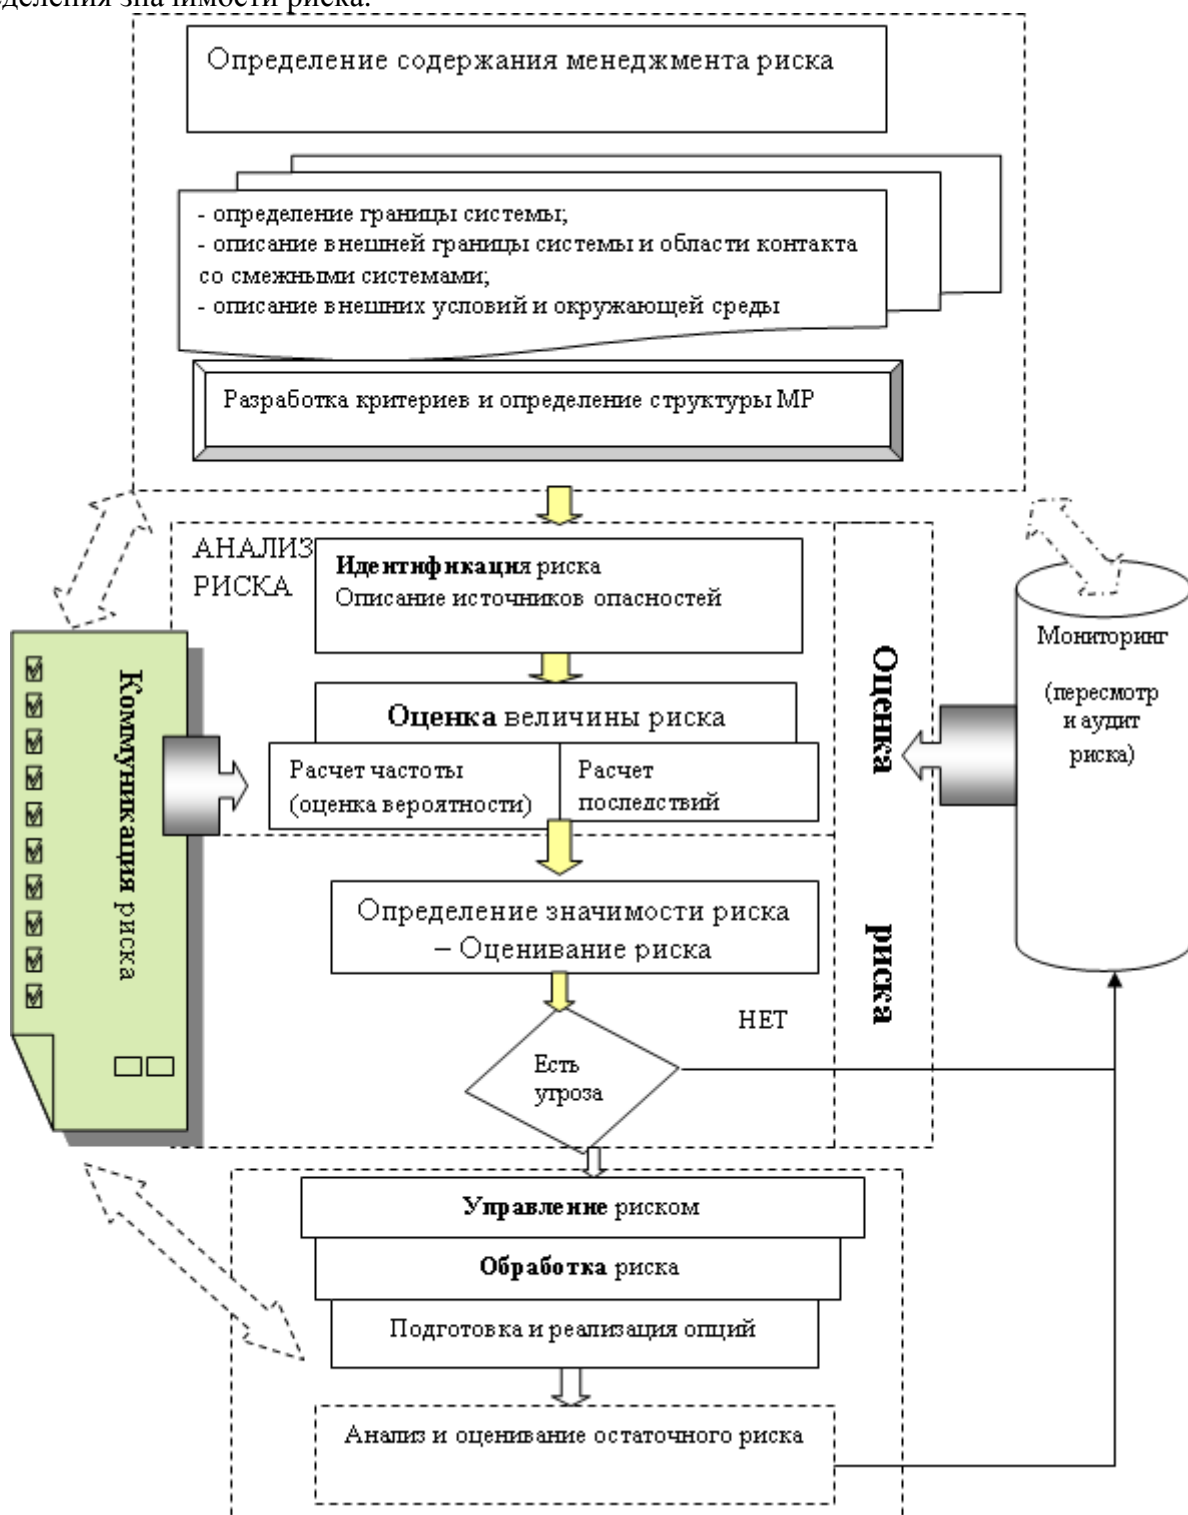 деления значимости риска.
Определение содержания менеджмента риска
- определение границы системы;
- описание внешней границы системы и области контакта
со смежными системами;
- описание внешних условий и окружающей среды
Разработка критериев и определение структуры МР
АНАЛИЗ
РИСКА
Идентификация риска
Описание источников опасностей
Оценка величины риска
Расчет частоты
(оценка вероятности)
Расчет
последствий
Определение значимости риска
– Оценивание риска
НЕТ
Есть
угроза
Оценка риска
Коммуникация риска
Мониторинг
(пересмотр
и аудит
риска)
Управление риском
Обработка риска
Подготовка и реализация опций
Анализ и оценивание остаточного риска